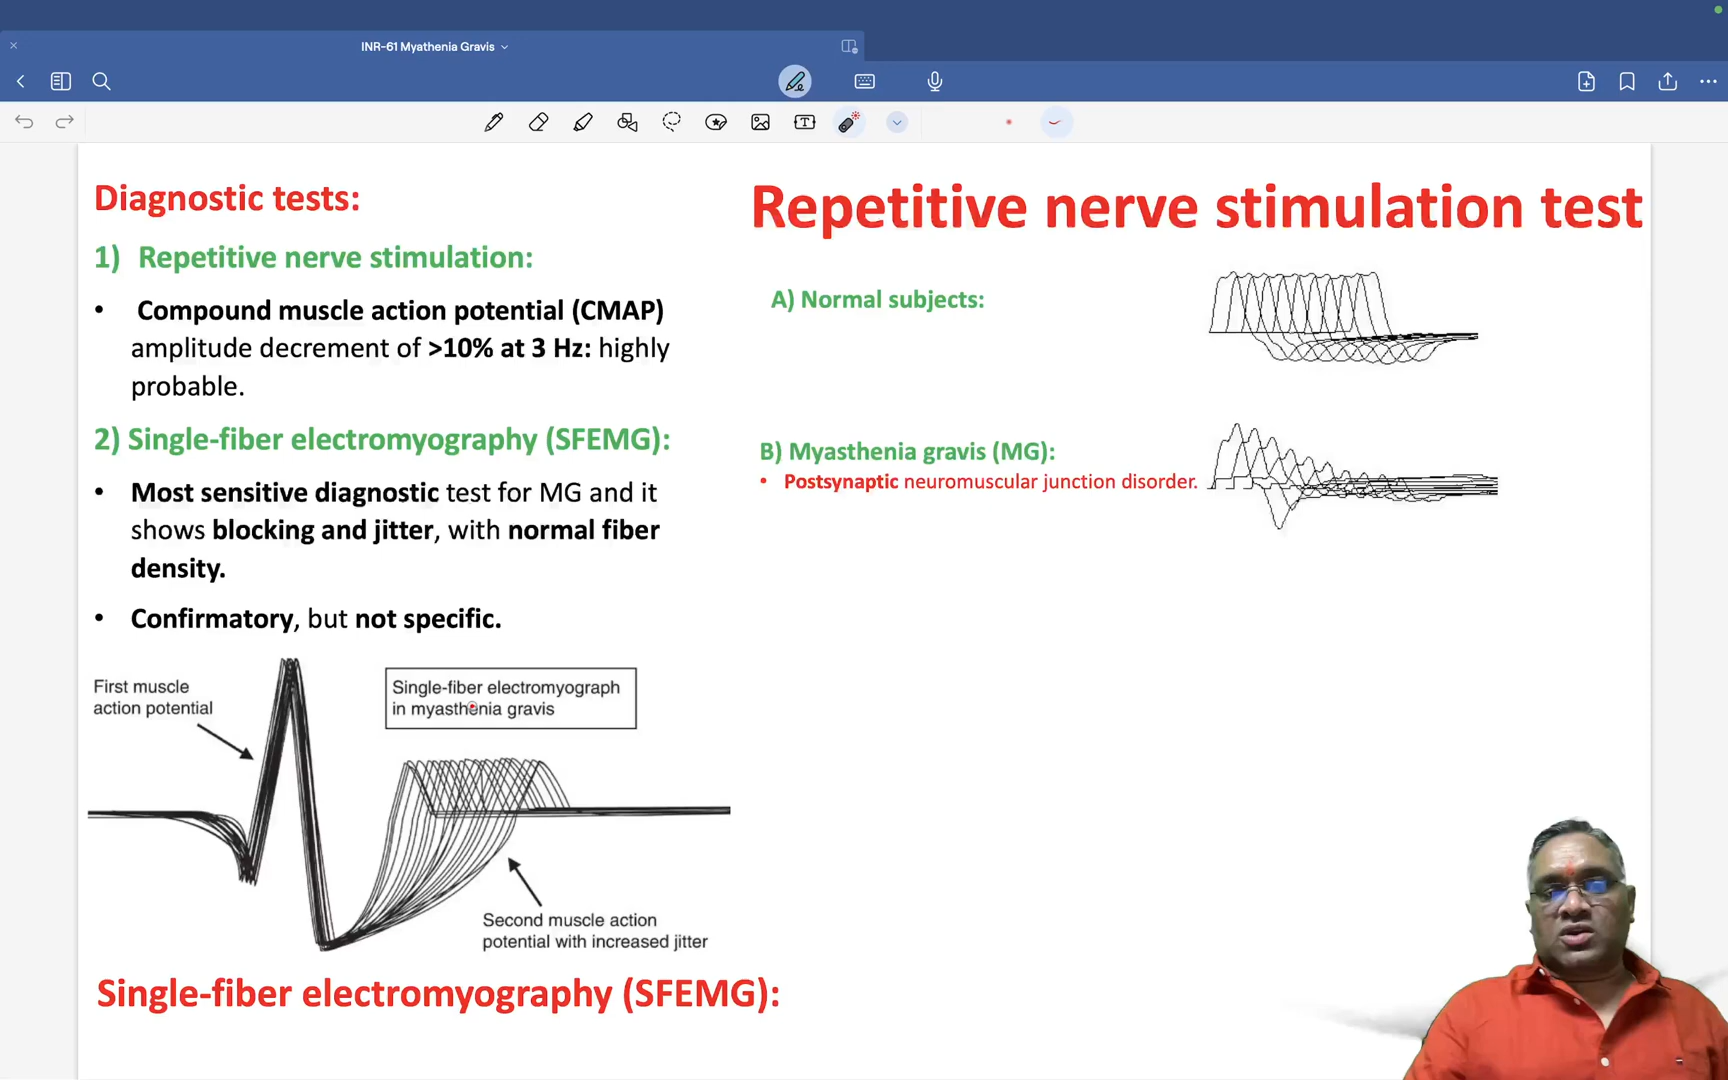 INR-61 Myathenia Gravis
Diagnostic tests:
1) Repetitive nerve stimulation:
• Compound muscle action potential (CMAP)
amplitude decrement of >10% at 3 Hz: highly
probable.
2) Single-fiber electromyography (SFEMG):
• Most sensitive diagnostic test for MG and it
shows blocking and jitter, with normal fiber
density.
• Confirmatory, but not specific.
First muscle
action potential
Single-fiber electromyograph
in myasthenia gravis
Second muscle action
potential with increased jitter
Single-fiber electromyography (SFEMG):
Repetitive nerve stimulation test
A) Normal subjects:
B) Myasthenia gravis (MG):
• Postsynaptic neuromuscular junction disorder.